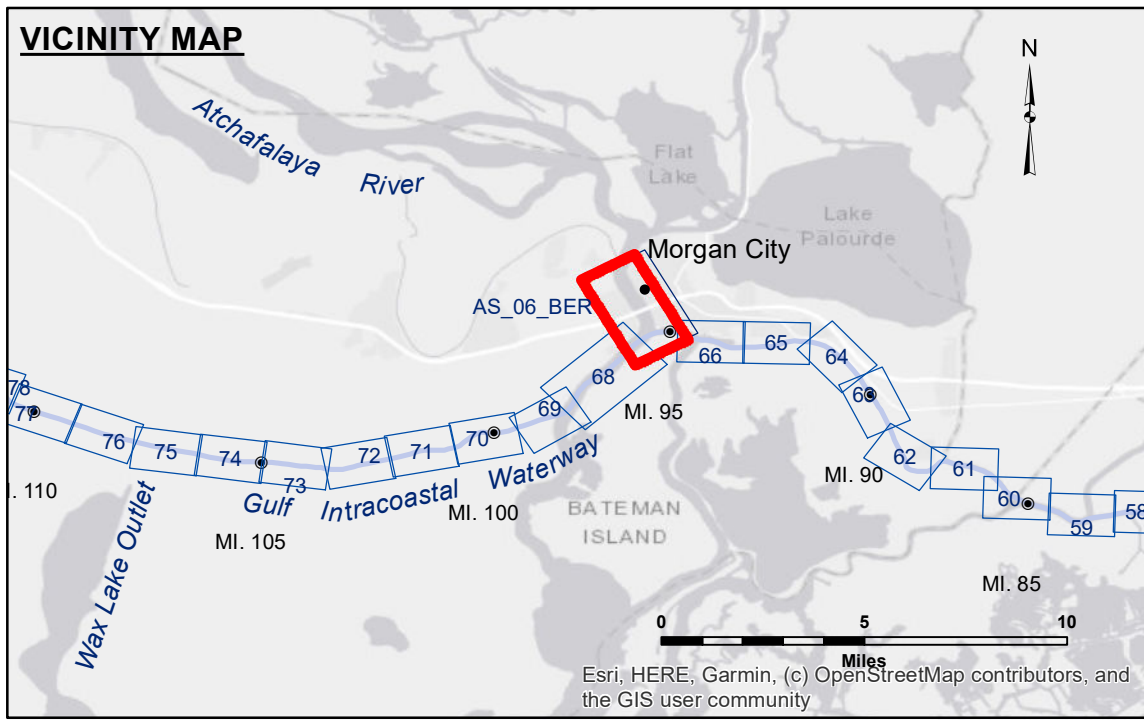 VICINITY MAP
N
Atchafalaya
River
Flat
Lake
Lake
Palourde
Morgan City
AS_06_BER
66
65
64
68
63
69
MI. 95
78
77
76
75
74
73
72
71
70
62
61
60
59
58
MI. 90
Gulf Intracoastal Waterway
MI. 110
MI. 105
MI. 100
BATEMAN
ISLAND
MI. 85
Wax Lake Outlet
0 5 10
Miles
Esri, HERE, Garmin, (c) OpenStreetMap contributors, and
the GIS user community